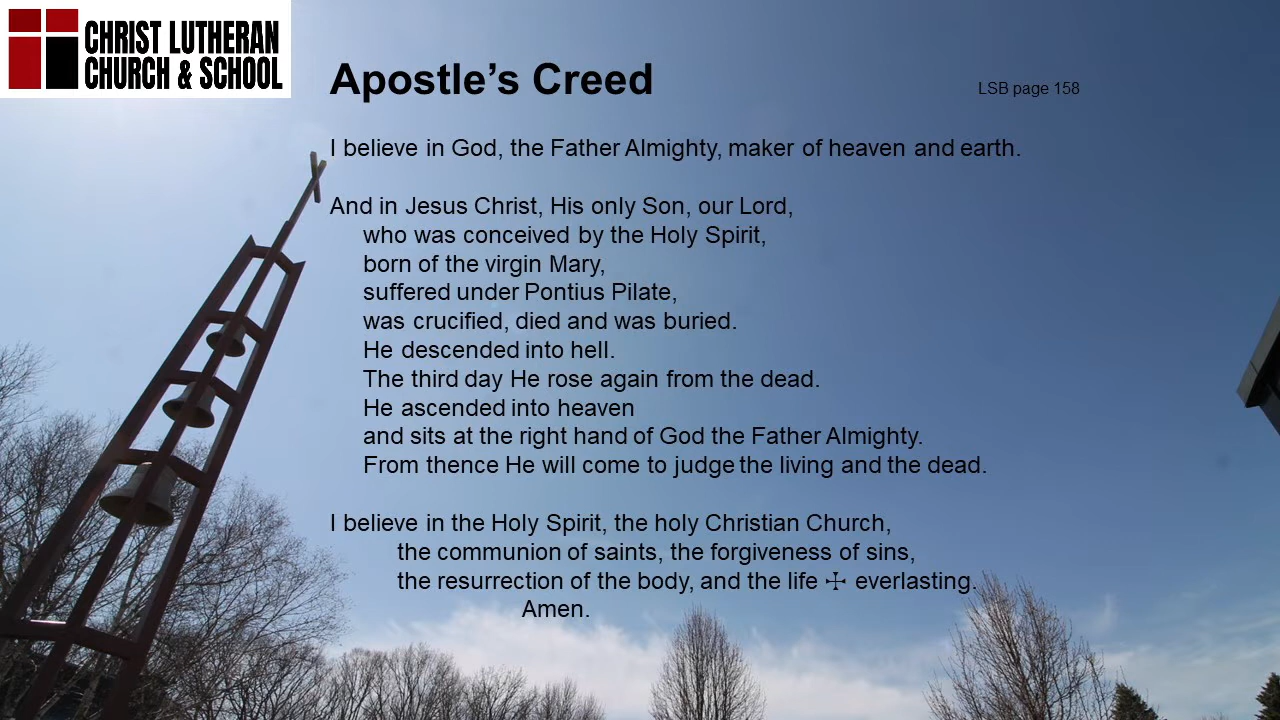 CHRIST LUTHERAN
CHURCH & SCHOOL
Apostle’s Creed
LSB page 158
I believe in God, the Father Almighty, maker of heaven and earth.
And in Jesus Christ, His only Son, our Lord,
who was conceived by the Holy Spirit,
born of the virgin Mary,
suffered under Pontius Pilate,
was crucified, died and was buried.
He descended into hell.
The third day He rose again from the dead.
He ascended into heaven
and sits at the right hand of God the Father Almighty.
From thence He will come to judge the living and the dead.
I believe in the Holy Spirit, the holy Christian Church,
the communion of saints, the forgiveness of sins,
the resurrection of the body, and the life ☩ everlasting.
Amen.